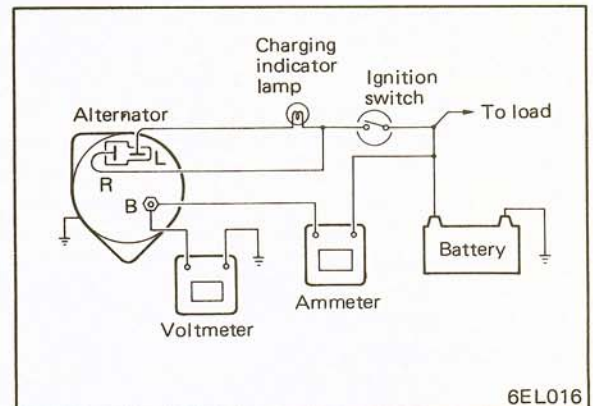 Charging
indicator
lamp
Ignition
switch
Alternator
To load
L
R
B
Battery
Ammeter
Voltmeter
6EL016